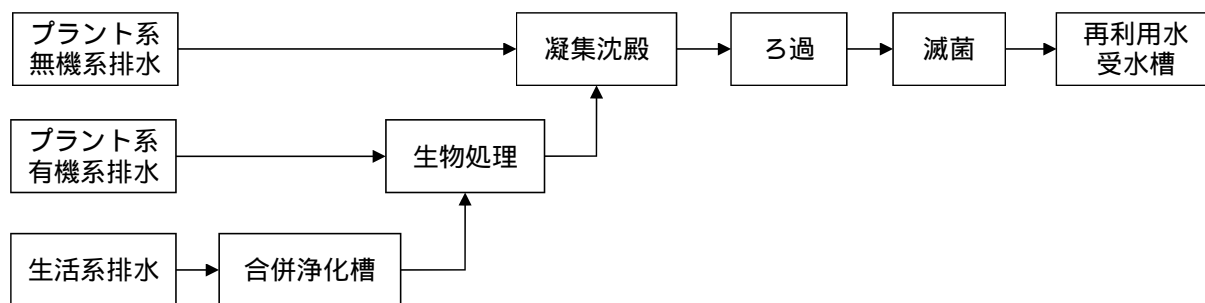 プラント系
無機系排水
凝集沈殿
ろ過
滅菌
再利用水
受水槽
プラント系
有機系排水
生物処理
生活系排水
合併浄化槽